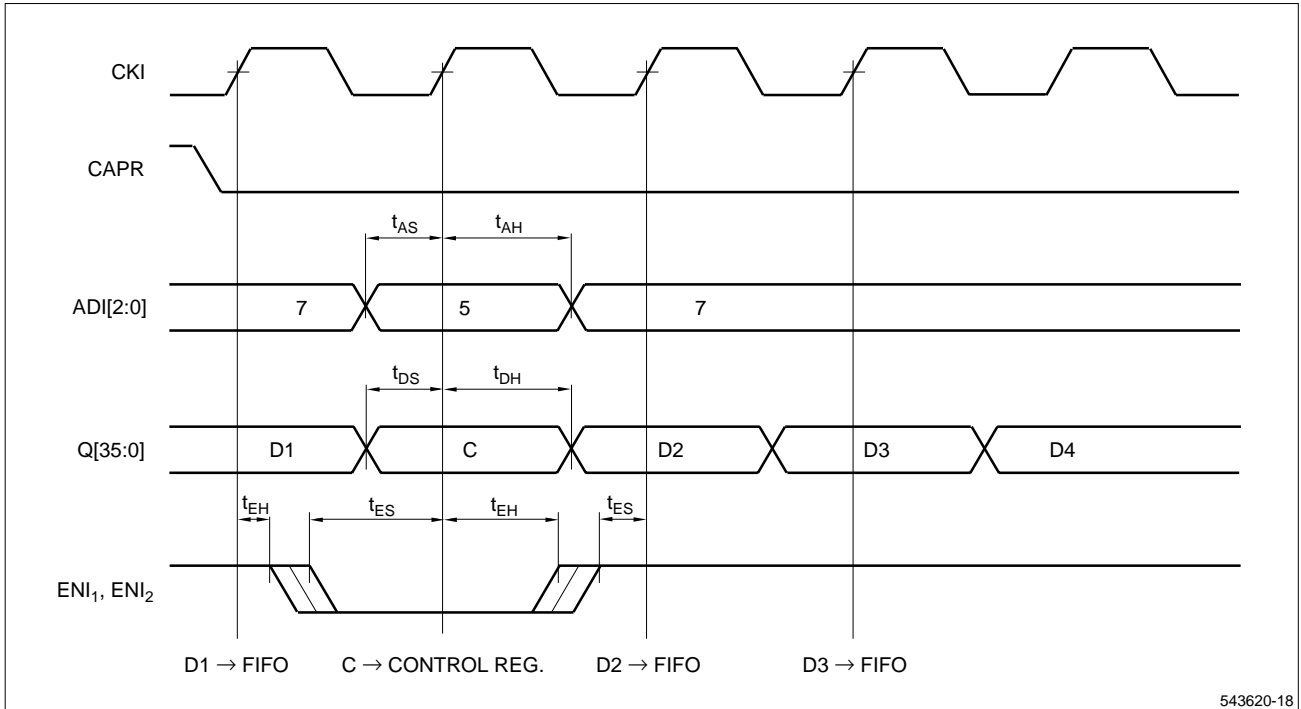 CKI
CAPR
tAS tAH
ADI[2:0] 7 5 7
tDS tDH
Q[35:0] D1 C D2 D3 D4
tEH tES tEH tES
ENI1, ENI2
D1 → FIFO C → CONTROL REG. D2 → FIFO D3 → FIFO
543620-18